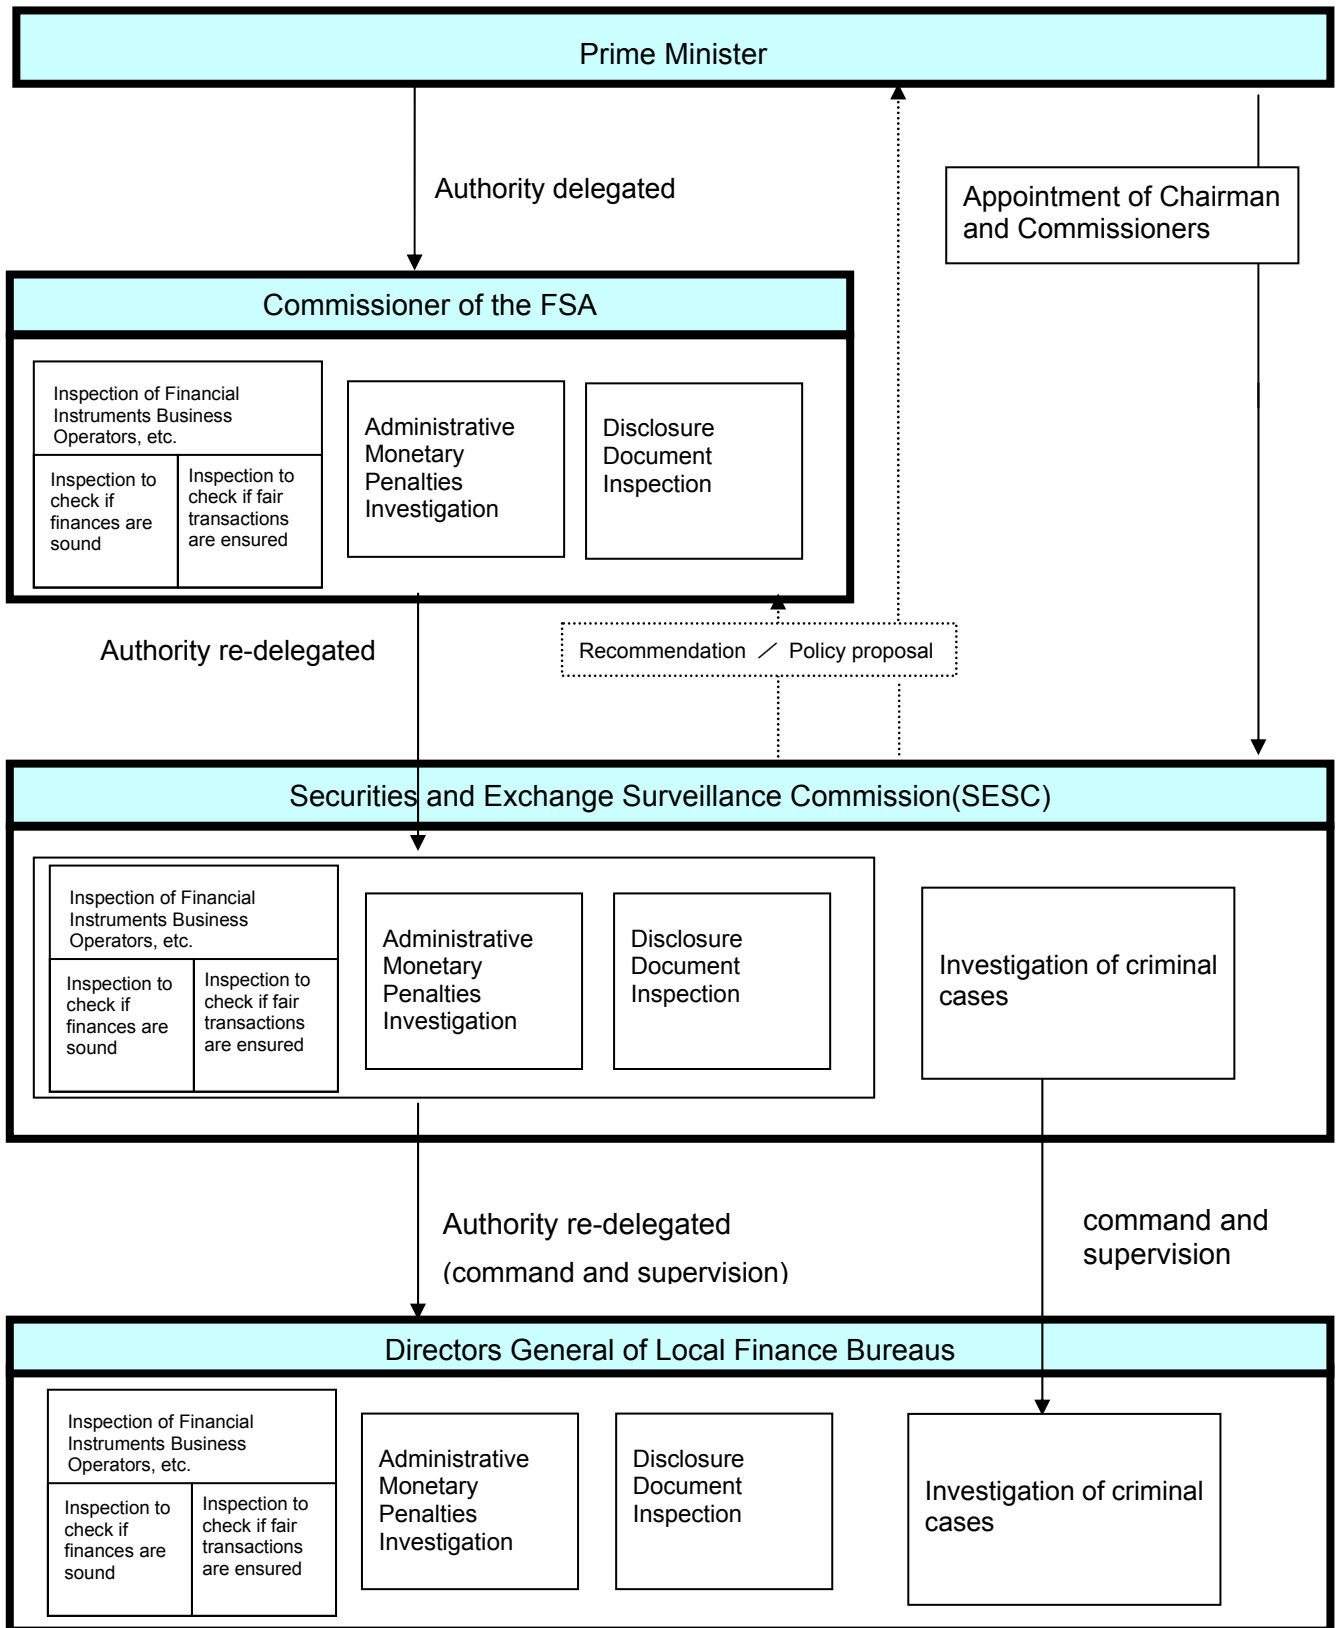 Prime Minister
Authority delegated
Appointment of Chairman
and Commissioners
Commissioner of the FSA
Inspection of Financial
Instruments Business
Operators, etc.
Inspection to
check if
finances are
sound
Inspection to
check if fair
transactions
are ensured
Administrative
Monetary
Penalties
Investigation
Disclosure
Document
Inspection
Authority re-delegated
Recommendation ／ Policy proposal
Securities and Exchange Surveillance Commission(SESC)
Inspection of Financial
Instruments Business
Operators, etc.
Inspection to
check if
finances are
sound
Inspection to
check if fair
transactions
are ensured
Administrative
Monetary
Penalties
Investigation
Disclosure
Document
Inspection
Investigation of criminal
cases
Authority re-delegated
(command and supervision)
command and
supervision
Directors General of Local Finance Bureaus
Inspection of Financial
Instruments Business
Operators, etc.
Inspection to
check if
finances are
sound
Inspection to
check if fair
transactions
are ensured
Administrative
Monetary
Penalties
Investigation
Disclosure
Document
Inspection
Investigation of criminal
cases